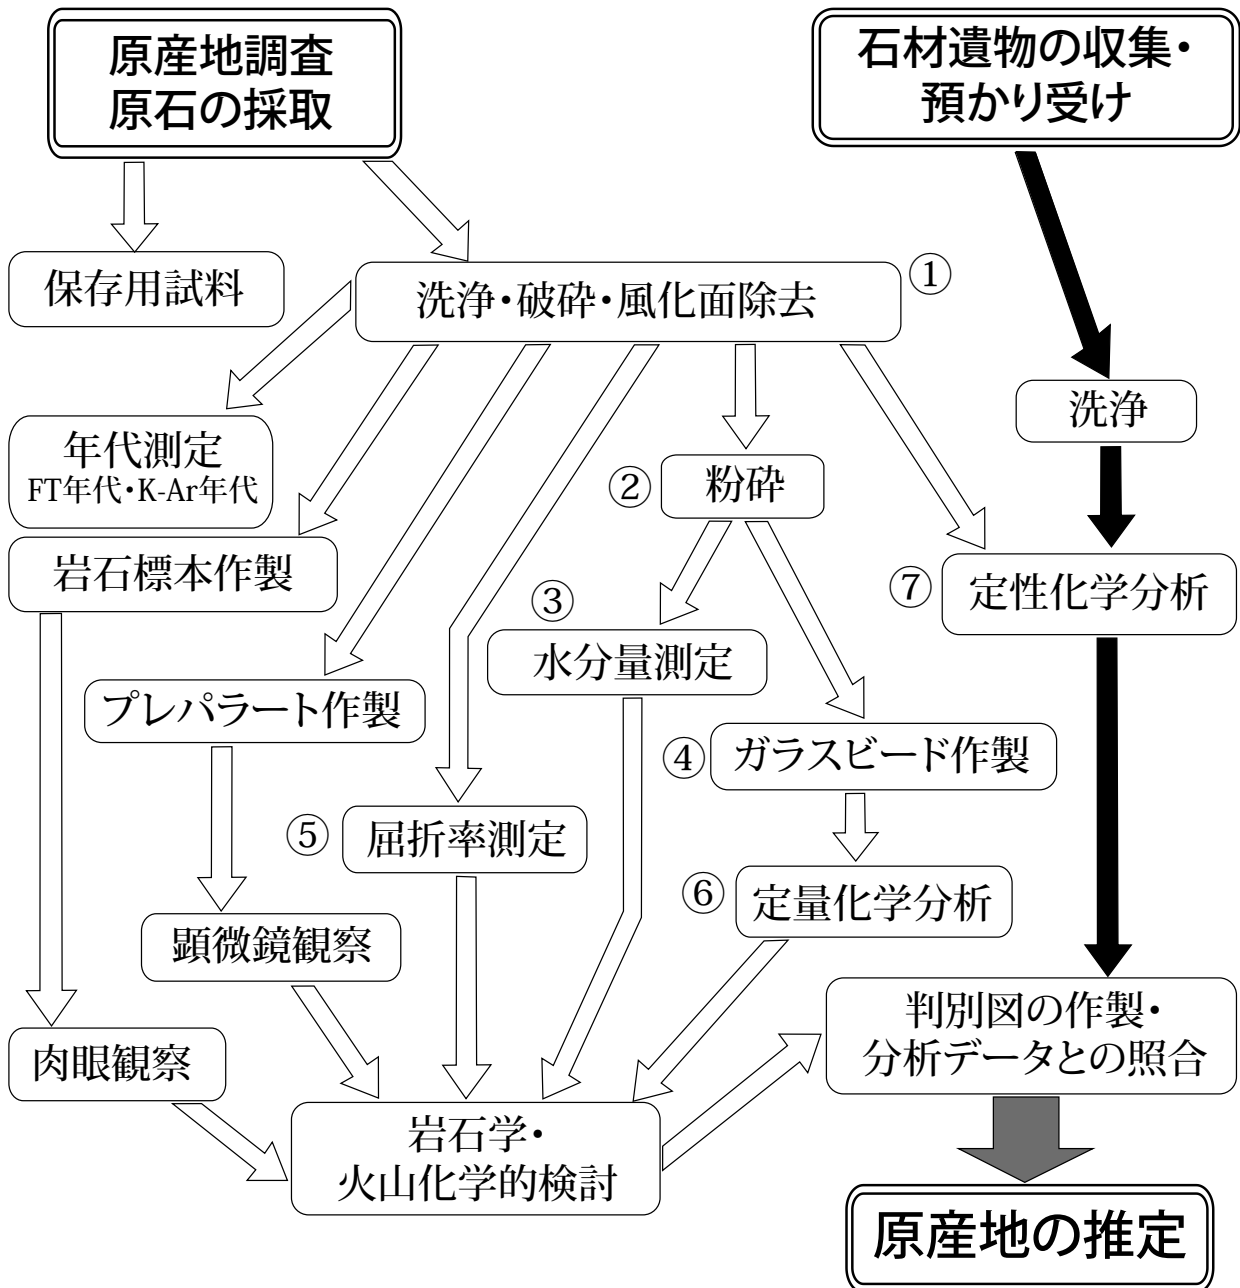 原産地調査
原石の採取
石材遺物の収集・
預かり受け
保存用試料
洗浄・破砕・風化面除去
①
年代測定
FT年代・K-Ar年代
洗浄
②
粉砕
岩石標本作製
③
水分量測定
⑦
定性化学分析
プレパラート作製
④
ガラスビード作製
⑤
屈折率測定
⑥
定量化学分析
顕微鏡観察
肉眼観察
判別図の作製・
分析データとの照合
岩石学・
火山化学的検討
原産地の推定